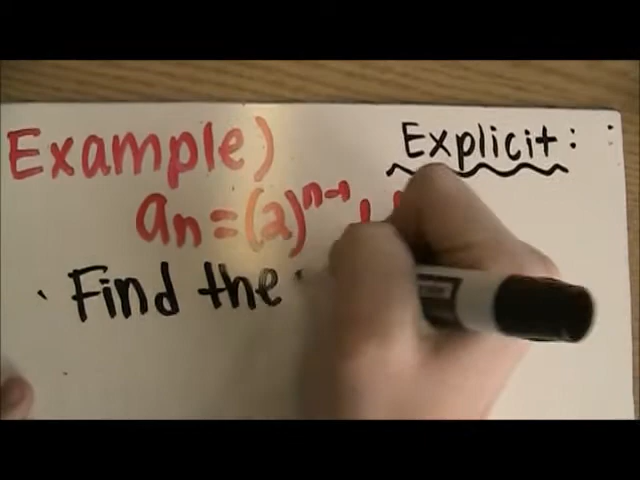 Example) Explicit:
aₙ = (2)ⁿ⁻¹
· Find the